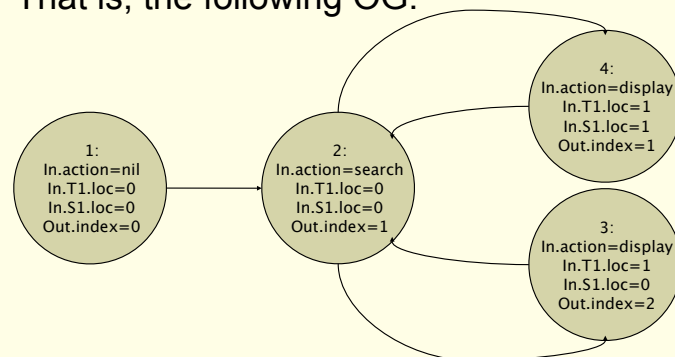 That is, the following OG:
1:
In.action=nil
In.T1.loc=0
In.S1.loc=0
Out.index=0
2:
In.action=search
In.T1.loc=0
In.S1.loc=0
Out.index=1
4:
In.action=display
In.T1.loc=1
In.S1.loc=1
Out.index=1
3:
In.action=display
In.T1.loc=1
In.S1.loc=0
Out.index=2